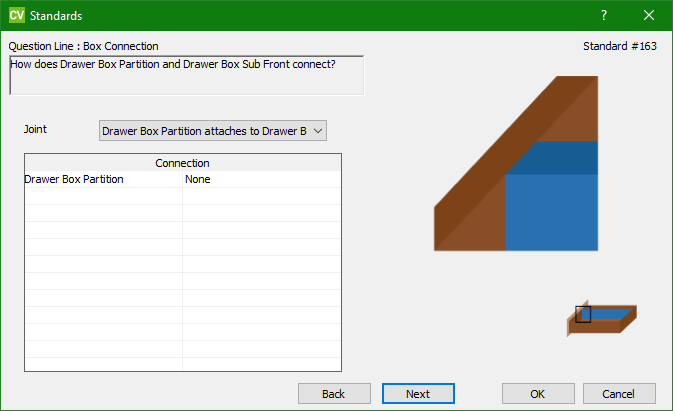 CV Standards
Question Line : Box Connection
Standard #163
How does Drawer Box Partition and Drawer Box Sub Front connect?
Joint
Drawer Box Partition attaches to Drawer B
Connection
Drawer Box Partition None
Back Next OK Cancel